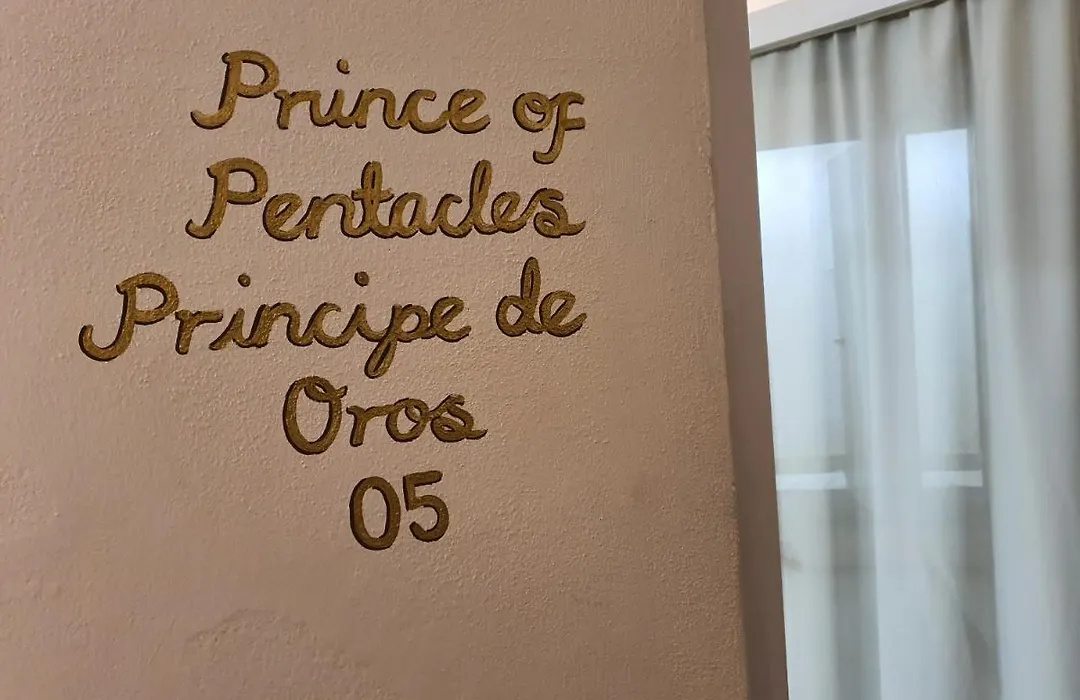 Prince of
Pentacles
Principe de
Oros
05